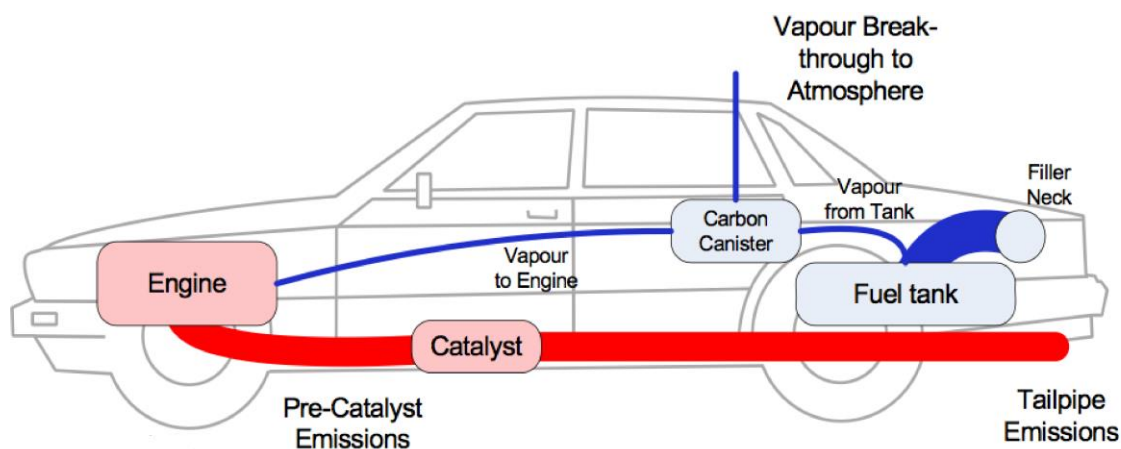 Vapour Break-
through to
Atmosphere
Filler
Neck
Vapour
from Tank
Carbon
Canister
Vapour
to Engine
Engine
Fuel tank
Catalyst
Pre-Catalyst
Emissions
Tailpipe
Emissions